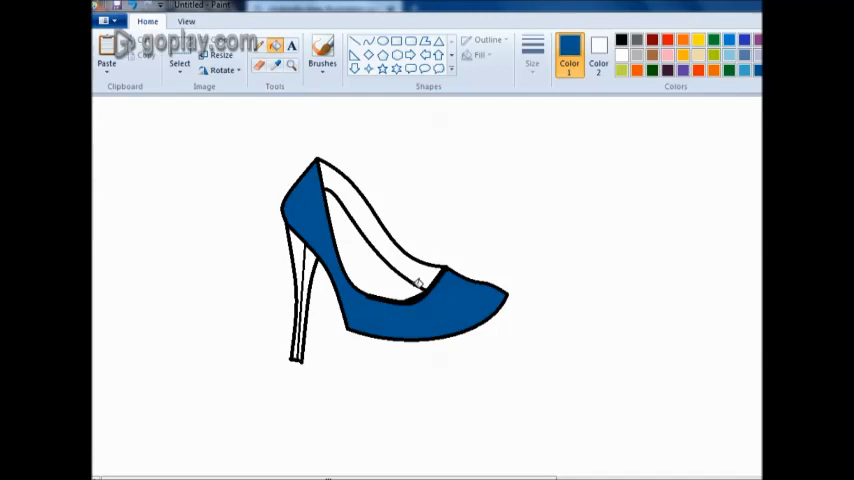 Untitled - Paint
Home View
goplay.com
Paste
Copy
Select
Resize
Rotate
A
Brushes
Outline
Fill
Size
Color 1
Color 2
Clipboard
Image
Tools
Shapes
Colors